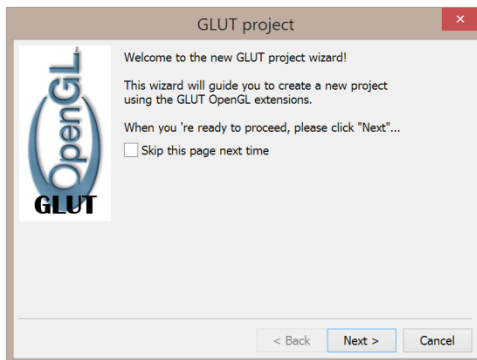 GLUT project
OpenGL
GLUT
Welcome to the new GLUT project wizard!
This wizard will guide you to create a new project
using the GLUT OpenGL extensions.
When you 're ready to proceed, please click "Next"...
Skip this page next time
< Back
Next >
Cancel